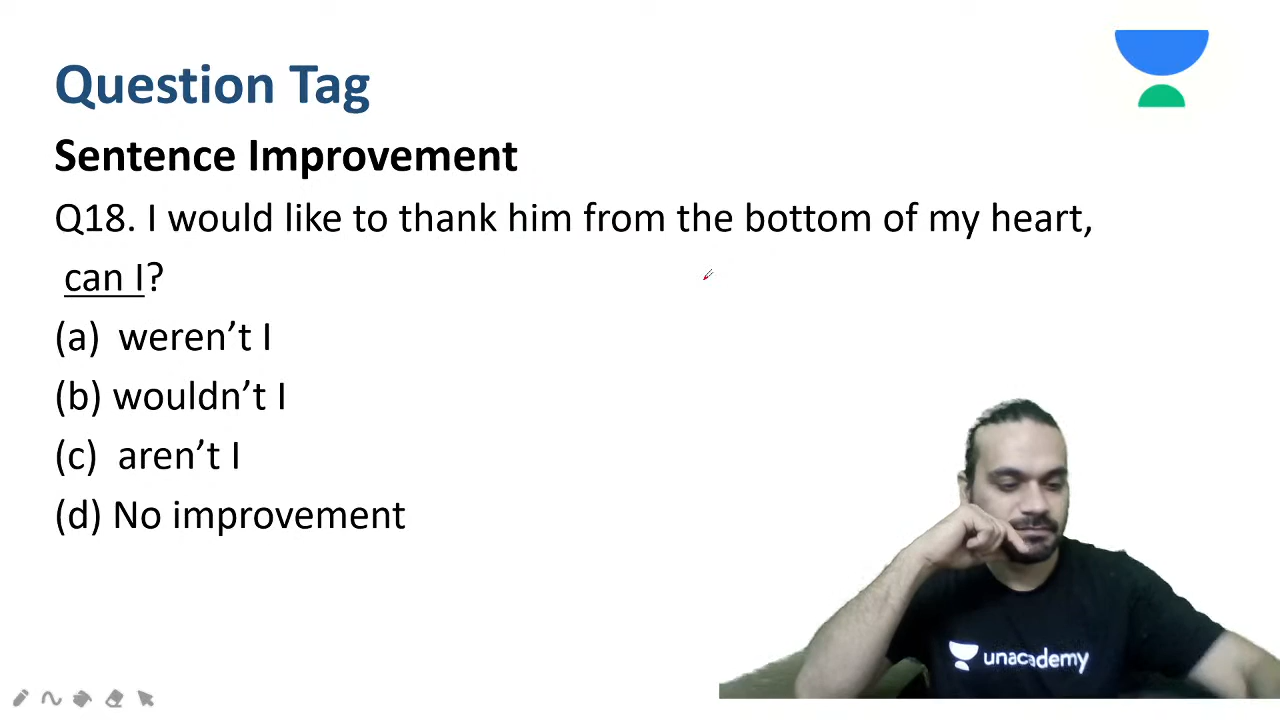 Question Tag
Sentence Improvement
Q18. I would like to thank him from the bottom of my heart,
can I?
(a) weren’t I
(b) wouldn’t I
(c) aren’t I
(d) No improvement
unacademy